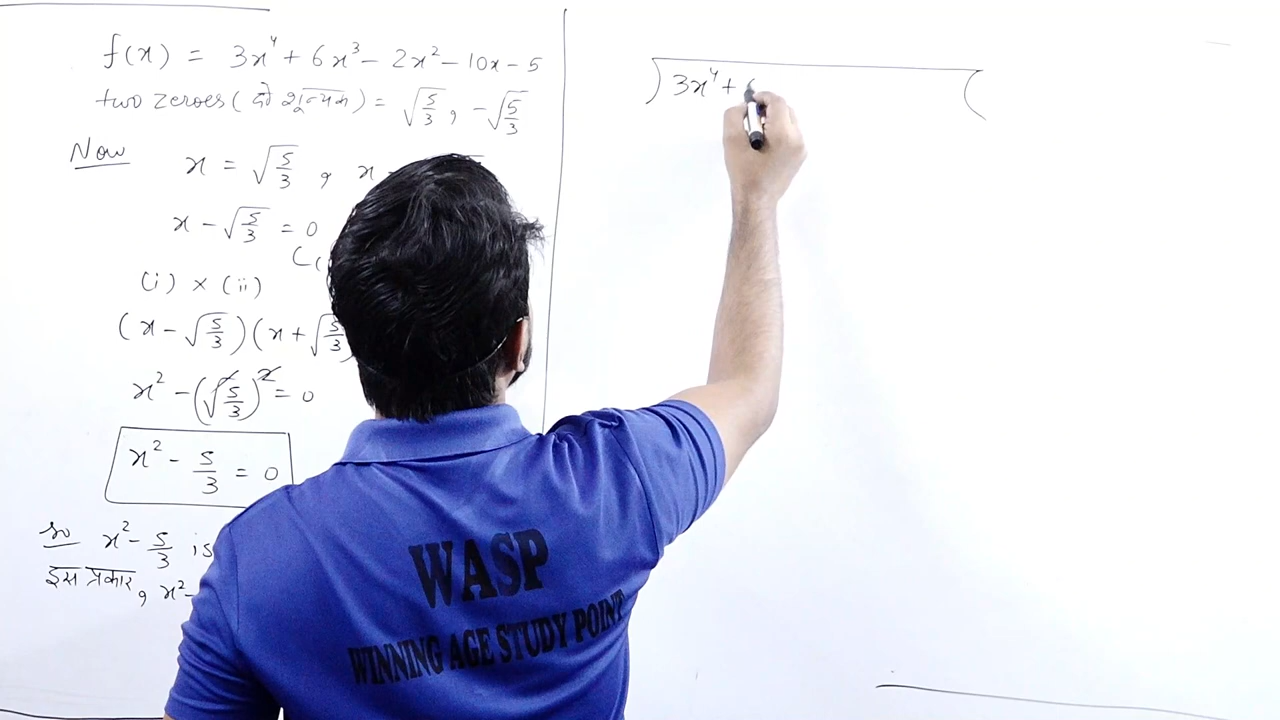 f(x) = 3x⁴ + 6x³ - 2x² - 10x - 5
two zeroes (दो शून्यक) = √5/3 , -√5/3
Now x = √5/3 , x
x - √5/3 = 0
(i) × (ii)
(x - √5/3)(x + √5/3
x² - (√5/3)² = 0
x² - 5/3 = 0
so x² - 5/3 is
इस प्रकार, x² -
3x⁴ +
WASP
WINNING AGE STUDY POINT